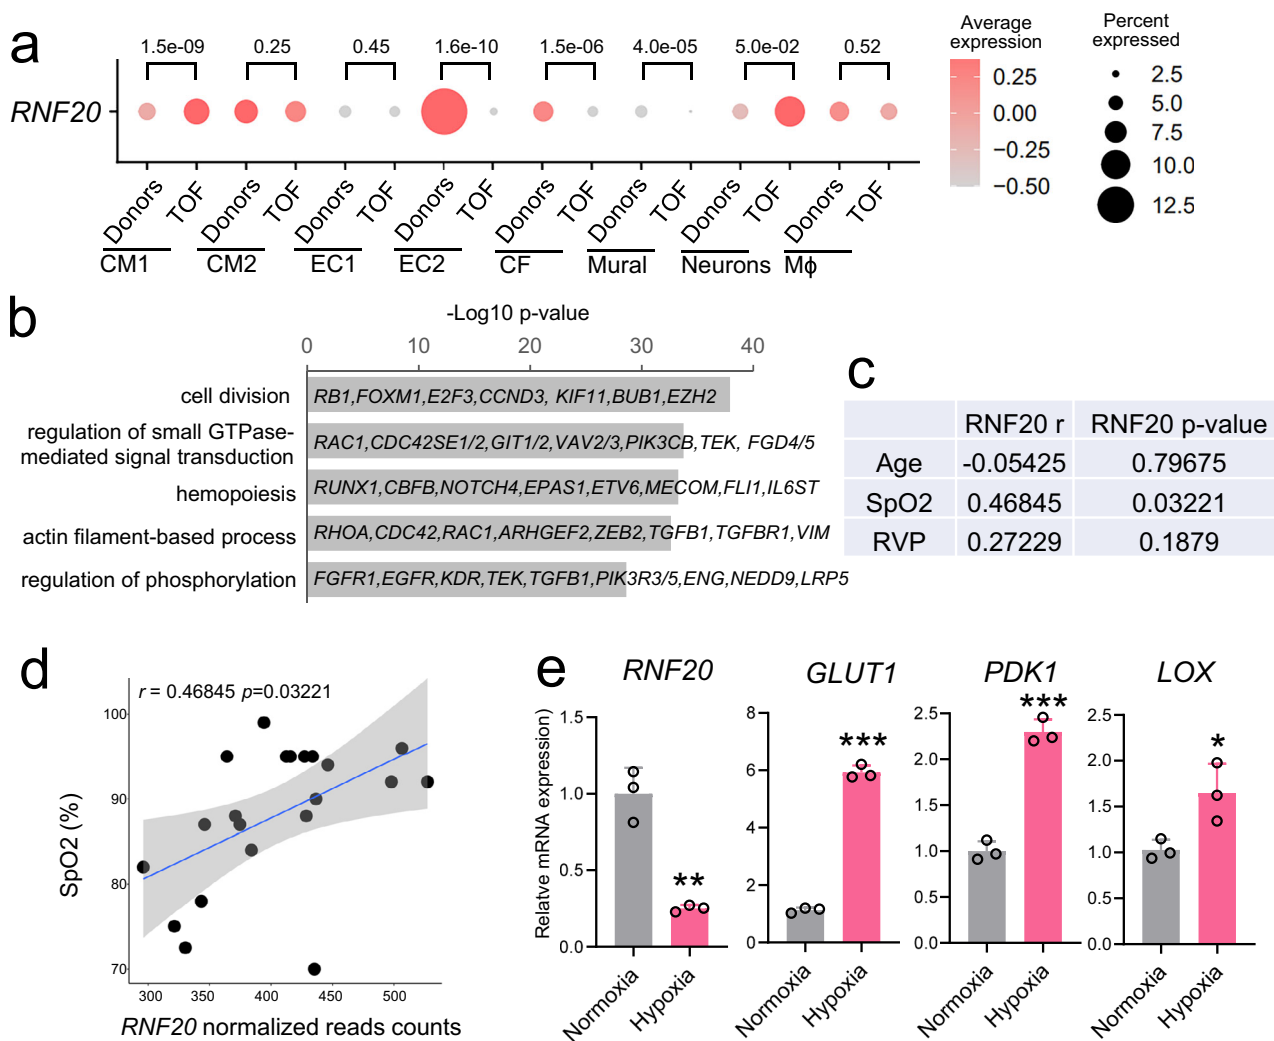 a
1.5e-09 0.25 0.45 1.6e-10 1.5e-06 4.0e-05 5.0e-02 0.52
RNF20
Donors TOF Donors TOF Donors TOF Donors TOF Donors TOF Donors TOF Donors TOF Donors TOF
CM1 CM2 EC1 EC2 CF Mural Neurons Mϕ
Average
expression
0.25
0.00
−0.25
−0.50
Percent
expressed
2.5
5.0
7.5
10.0
12.5
b
-Log10 p-value
0 10 20 30 40
cell division
RB1,FOXM1,E2F3,CCND3, KIF11,BUB1,EZH2
regulation of small GTPase-
mediated signal transduction
RAC1,CDC42SE1/2,GIT1/2,VAV2/3,PIK3CB,TEK, FGD4/5
hemopoiesis
RUNX1,CBFB,NOTCH4,EPAS1,ETV6,MECOM,FLI1,IL6ST
actin filament-based process
RHOA,CDC42,RAC1,ARHGEF2,ZEB2,TGFB1,TGFBR1,VIM
regulation of phosphorylation
FGFR1,EGFR,KDR,TEK,TGFB1,PIK3R3/5,ENG,NEDD9,LRP5
c
RNF20 r RNF20 p-value
Age -0.05425 0.79675
SpO2 0.46845 0.03221
RVP 0.27229 0.1879
d
r = 0.46845 p=0.03221
SpO2 (%)
100
90
80
70
300 350 400 450 500
RNF20 normalized reads counts
e
Relatve mRNA expression)
RNF20
1.5
1.0
0.5
0.0
**
Normoxia Hypoxia
GLUT1
8
6
4
2
0
***
Normoxia Hypoxia
PDK1
2.5
2.0
1.5
1.0
0.5
0.0
***
Normoxia Hypoxia
LOX
2.5
2.0
1.5
1.0
0.5
0.0
*
Normoxia Hypoxia